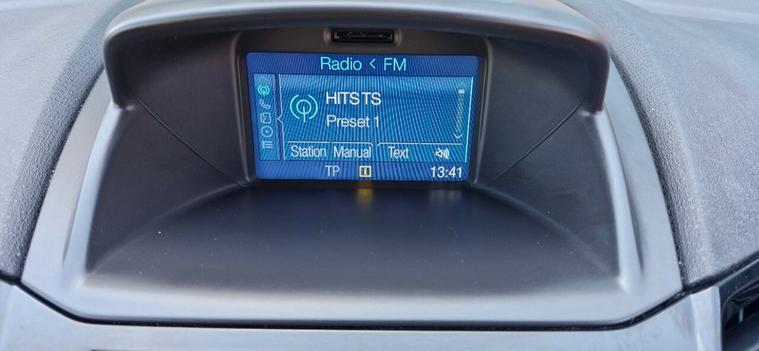 Radio < FM
HITS TS
Preset 1
Station Manual Text
TP 13:41